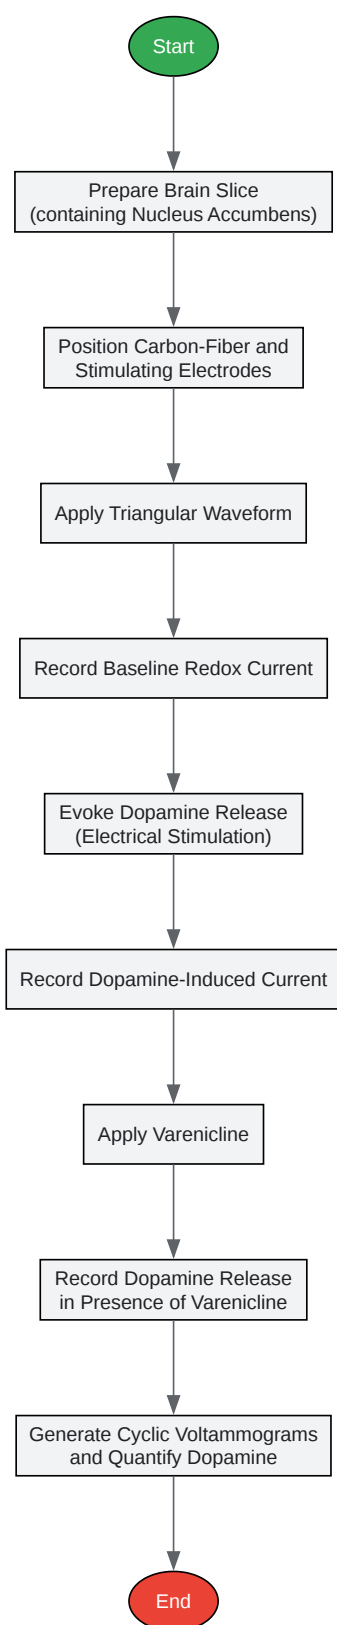 Start
Prepare Brain Slice
(containing Nucleus Accumbens)
Position Carbon-Fiber and
Stimulating Electrodes
Apply Triangular Waveform
Record Baseline Redox Current
Evoke Dopamine Release
(Electrical Stimulation)
Record Dopamine-Induced Current
Apply Varenicline
Record Dopamine Release
in Presence of Varenicline
Generate Cyclic Voltammograms
and Quantify Dopamine
End